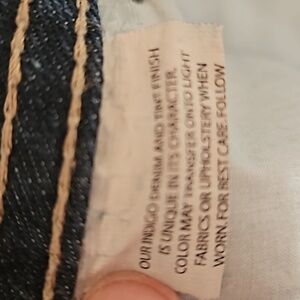 OUR INDIGO DENIM AND TINT FINISH
IS UNIQUE IN ITS CHARACTER.
COLOR MAY TRANSFER ONTO LIGHT
FABRICS OR UPHOLSTERY WHEN
WORN. FOR BEST CARE, FOLLOW